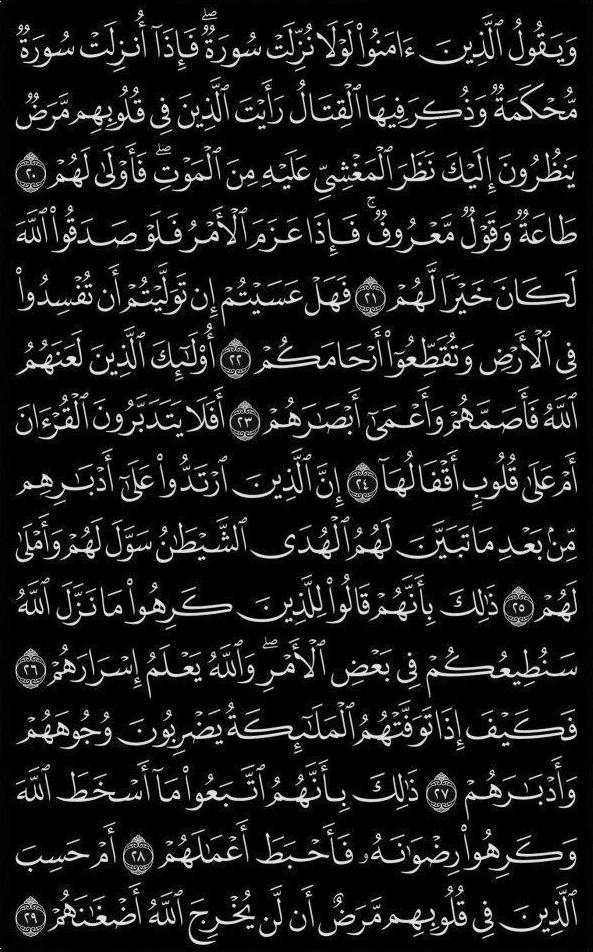 وَيَقُولُ ٱلَّذِينَ ءَامَنُوا۟ لَوْلَا نُزِّلَتْ سُورَةٌ ۖ فَإِذَآ أُنزِلَتْ سُورَةٌ
مُّحْكَمَةٌ وَذُكِرَ فِيهَا ٱلْقِتَالُ رَأَيْتَ ٱلَّذِينَ فِى قُلُوبِهِم مَّرَضٌ
يَنظُرُونَ إِلَيْكَ نَظَرَ ٱلْمَغْشِىِّ عَلَيْهِ مِنَ ٱلْمَوْتِ ۖ فَأَوْلَىٰ لَهُمْ ٢٠
طَاعَةٌ وَقَوْلٌ مَّعْرُوفٌ ۚ فَإِذَا عَزَمَ ٱلْأَمْرُ فَلَوْ صَدَقُوا۟ ٱللَّهَ
لَكَانَ خَيْرًا لَّهُمْ ٢١ فَهَلْ عَسَيْتُمْ إِن تَوَلَّيْتُمْ أَن تُفْسِدُوا۟
فِى ٱلْأَرْضِ وَتُقَطِّعُوٓا۟ أَرْحَامَكُمْ ٢٢ أُو۟لَٰٓئِكَ ٱلَّذِينَ لَعَنَهُمُ
ٱللَّهُ فَأَصَمَّهُمْ وَأَعْمَىٰٓ أَبْصَٰرَهُمْ ٢٣ أَفَلَا يَتَدَبَّرُونَ ٱلْقُرْءَانَ
أَمْ عَلَىٰ قُلُوبٍ أَقْفَالُهَآ ٢٤ إِنَّ ٱلَّذِينَ ٱرْتَدُّوا۟ عَلَىٰٓ أَدْبَٰرِهِم
مِّنۢ بَعْدِ مَا تَبَيَّنَ لَهُمُ ٱلْهُدَى ٱلشَّيْطَٰنُ سَوَّلَ لَهُمْ وَأَمْلَىٰ
لَهُمْ ٢٥ ذَٰلِكَ بِأَنَّهُمْ قَالُوا۟ لِلَّذِينَ كَرِهُوا۟ مَا نَزَّلَ ٱللَّهُ
سَنُطِيعُكُمْ فِى بَعْضِ ٱلْأَمْرِ ۖ وَٱللَّهُ يَعْلَمُ إِسْرَارَهُمْ ٢٦
فَكَيْفَ إِذَا تَوَفَّتْهُمُ ٱلْمَلَٰٓئِكَةُ يَضْرِبُونَ وُجُوهَهُمْ
وَأَدْبَٰرَهُمْ ٢٧ ذَٰلِكَ بِأَنَّهُمُ ٱتَّبَعُوا۟ مَآ أَسْخَطَ ٱللَّهَ
وَكَرِهُوا۟ رِضْوَٰنَهُۥ فَأَحْبَطَ أَعْمَٰلَهُمْ ٢٨ أَمْ حَسِبَ
ٱلَّذِينَ فِى قُلُوبِهِم مَّرَضٌ أَن لَّن يُخْرِجَ ٱللَّهُ أَضْغَٰنَهُمْ ٢٩